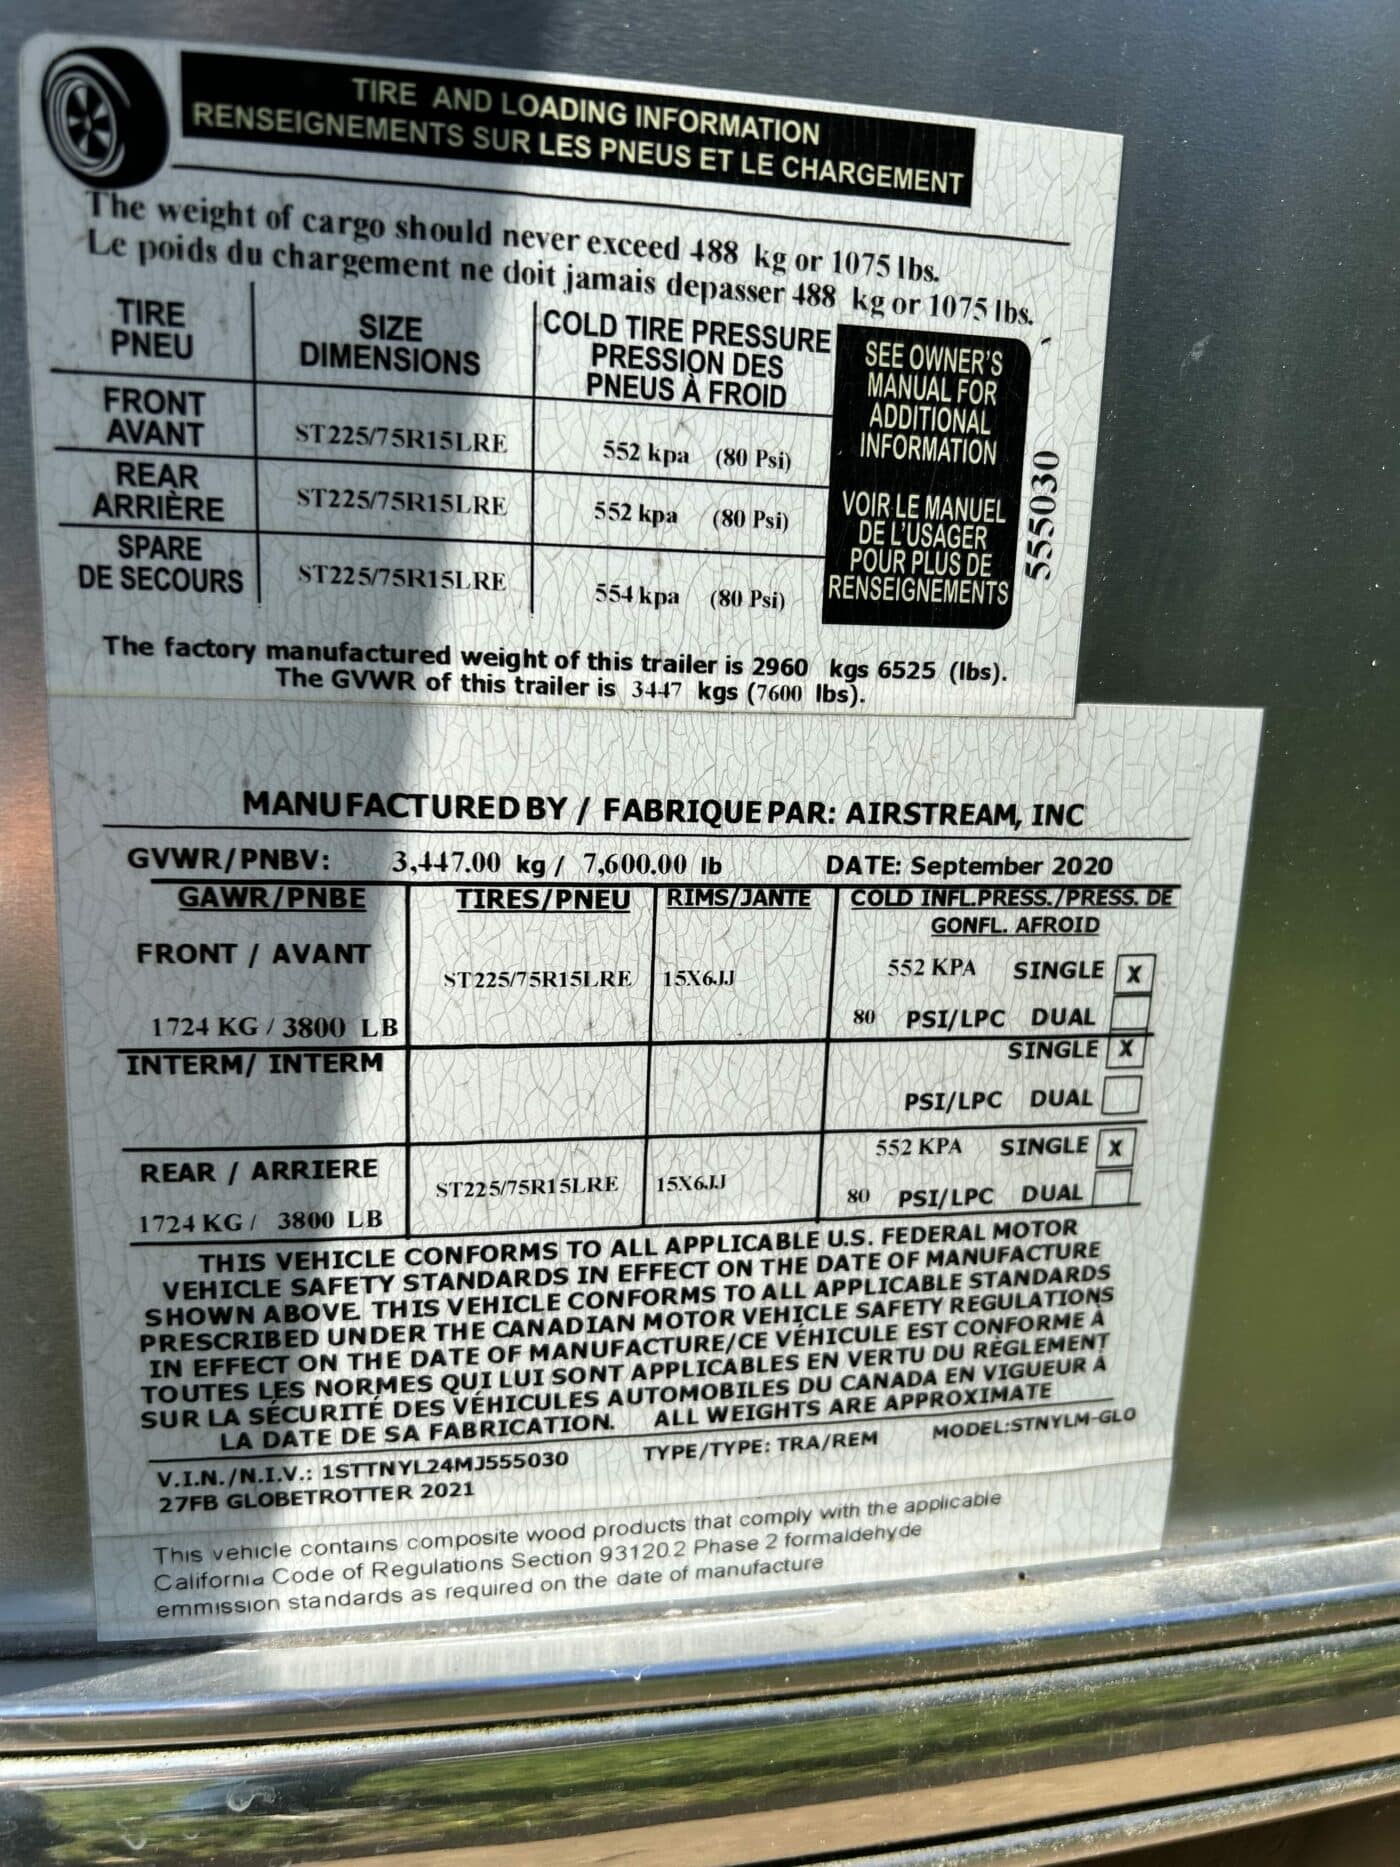 TIRE AND LOADING INFORMATION
RENSEIGNEMENTS SUR LES PNEUS ET LE CHARGEMENT
The weight of cargo should never exceed 488 kg or 1075 lbs.
Le poids du chargement ne doit jamais depasser 488 kg or 1075 lbs.
TIRE
PNEU
SIZE
DIMENSIONS
COLD TIRE PRESSURE
PRESSION DES
PNEUS À FROID
FRONT
AVANT
ST225/75R15LRE
552 kpa (80 Psi)
REAR
ARRIÈRE
ST225/75R15LRE
552 kpa (80 Psi)
SPARE
DE SECOURS
ST225/75R15LRE
554 kpa (80 Psi)
SEE OWNER'S
MANUAL FOR
ADDITIONAL
INFORMATION
VOIR LE MANUEL
DE L'USAGER
POUR PLUS DE
RENSEIGNEMENTS
555030
The factory manufactured weight of this trailer is 2960 kgs 6525 (lbs).
The GVWR of this trailer is 3447 kgs (7600 lbs).
MANUFACTURED BY / FABRIQUE PAR: AIRSTREAM, INC
GVWR/PNBV: 3,447.00 kg / 7,600.00 lb DATE: September 2020
GAWR/PNBE TIRES/PNEU RIMS/JANTE COLD INFL.PRESS./PRESS. DE
GONFL. AFROID
FRONT / AVANT
ST225/75R15LRE 15X6JJ 552 KPA SINGLE X
1724 KG / 3800 LB 80 PSI/LPC DUAL
INTERM/ INTERM SINGLE X
PSI/LPC DUAL
REAR / ARRIERE 552 KPA SINGLE X
ST225/75R15LRE 15X6JJ 80 PSI/LPC DUAL
1724 KG / 3800 LB
THIS VEHICLE CONFORMS TO ALL APPLICABLE U.S. FEDERAL MOTOR
VEHICLE SAFETY STANDARDS IN EFFECT ON THE DATE OF MANUFACTURE
SHOWN ABOVE. THIS VEHICLE CONFORMS TO ALL APPLICABLE STANDARDS
PRESCRIBED UNDER THE CANADIAN MOTOR VEHICLE SAFETY REGULATIONS
IN EFFECT ON THE DATE OF MANUFACTURE/CE VÉHICULE EST CONFORME À
TOUTES LES NORMES QUI LUI SONT APPLICABLES EN VERTU DU RÈGLEMENT
SUR LA SÉCURITÉ DES VÉHICULES AUTOMOBILES DU CANADA EN VIGUEUR À
LA DATE DE SA FABRICATION. ALL WEIGHTS ARE APPROXIMATE
V.I.N./N.I.V.: 1STTNYL24MJ555030 TYPE/TYPE: TRA/REM MODEL:STNYLM-GLO
27FB GLOBETROTTER 2021
This vehicle contains composite wood products that comply with the applicable
California Code of Regulations Section 93120.2 Phase 2 formaldehyde
emmission standards as required on the date of manufacture